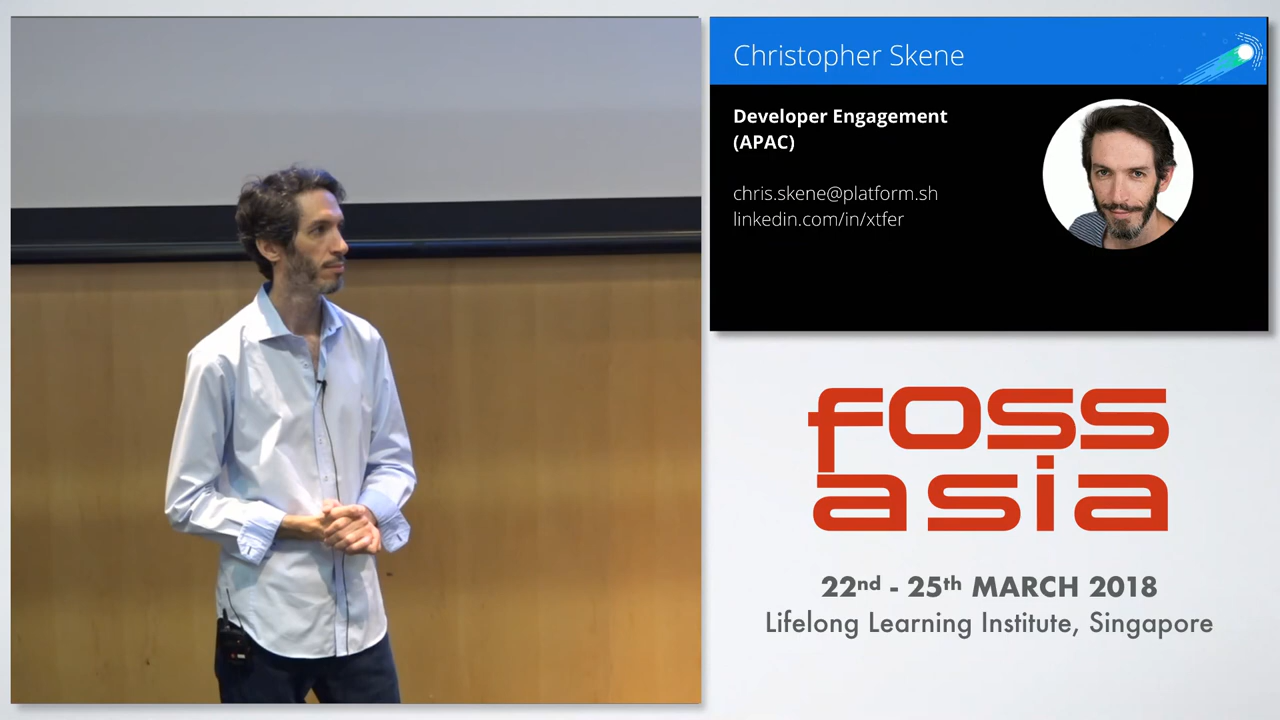 Christopher Skene
Developer Engagement
(APAC)
chris.skene@platform.sh
linkedin.com/in/xtfer
foss
asia
22nd - 25th MARCH 2018
Lifelong Learning Institute, Singapore